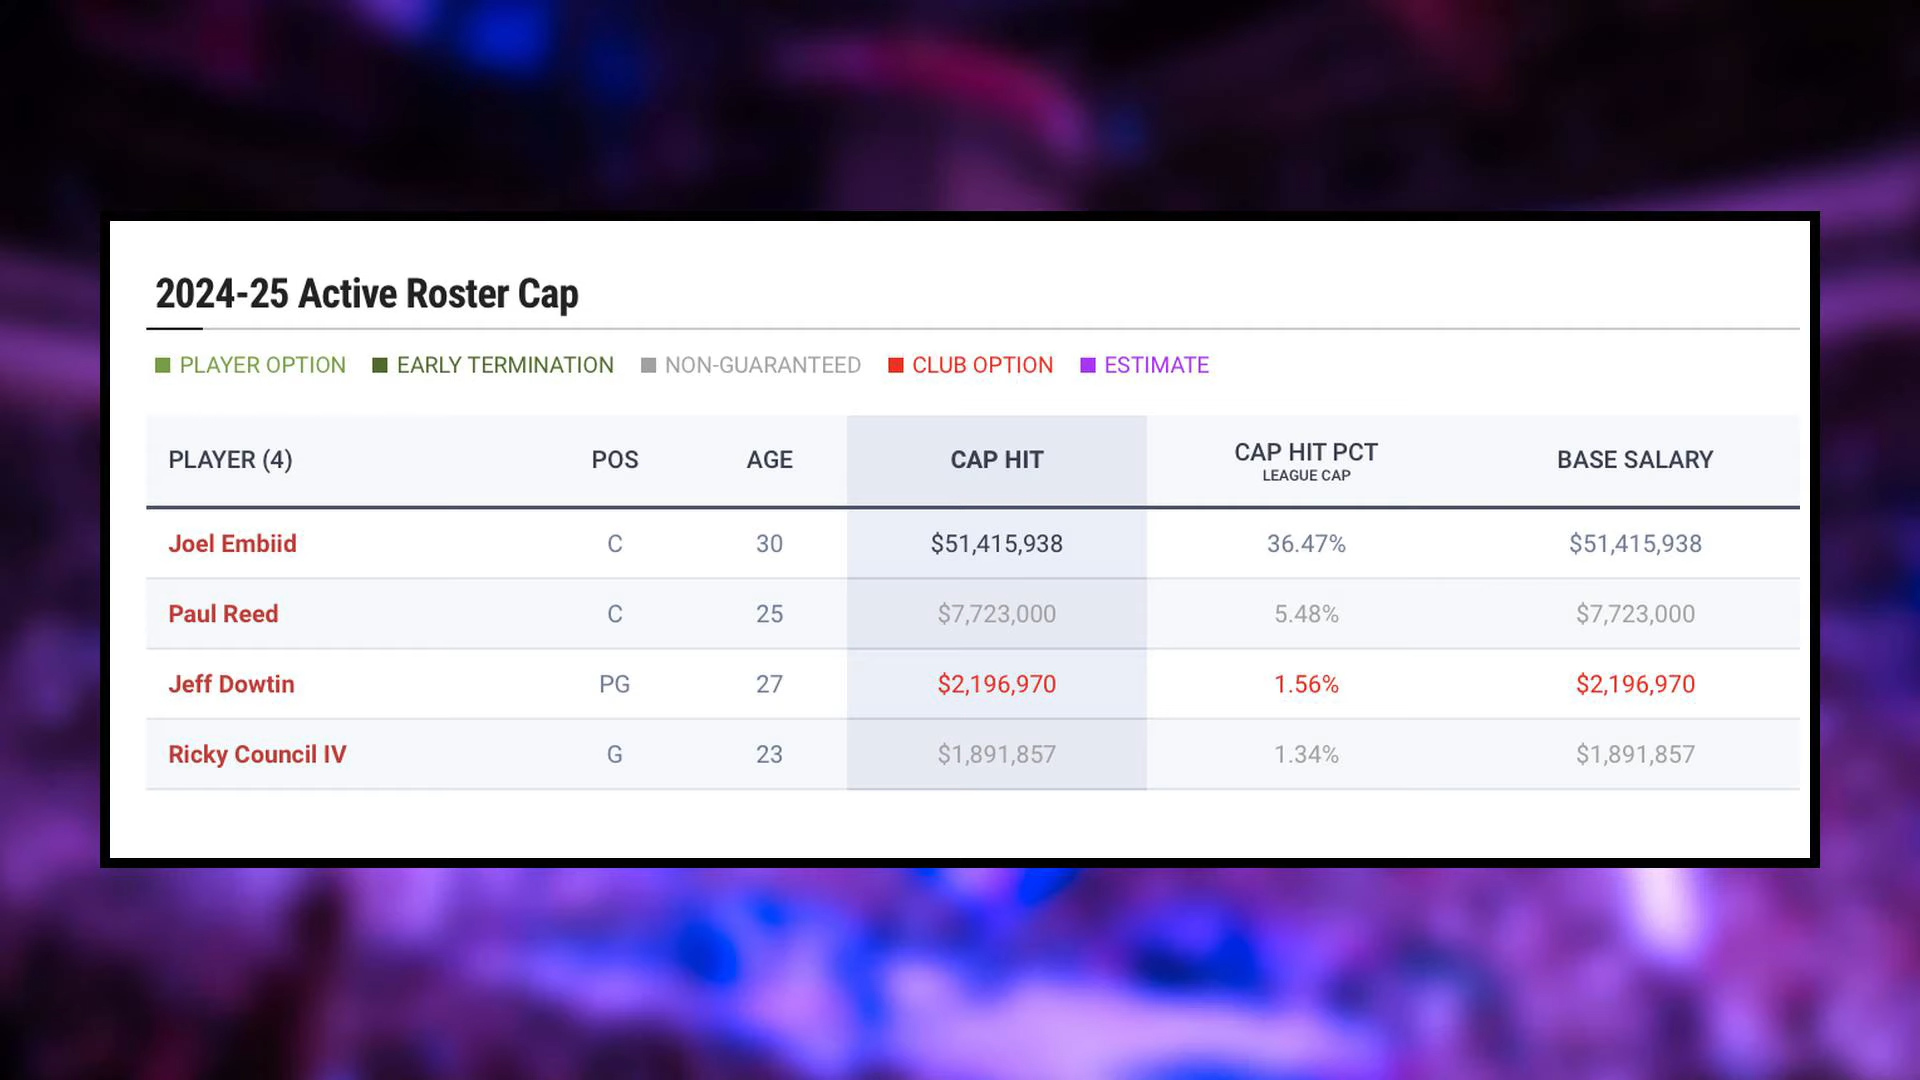 2024-25 Active Roster Cap
PLAYER OPTION EARLY TERMINATION NON-GUARANTEED CLUB OPTION ESTIMATE
PLAYER (4) POS AGE CAP HIT CAP HIT PCT BASE SALARY
LEAGUE CAP
Joel Embiid C 30 $51,415,938 36.47% $51,415,938
Paul Reed C 25 $7,723,000 5.48% $7,723,000
Jeff Dowtin PG 27 $2,196,970 1.56% $2,196,970
Ricky Council IV G 23 $1,891,857 1.34% $1,891,857